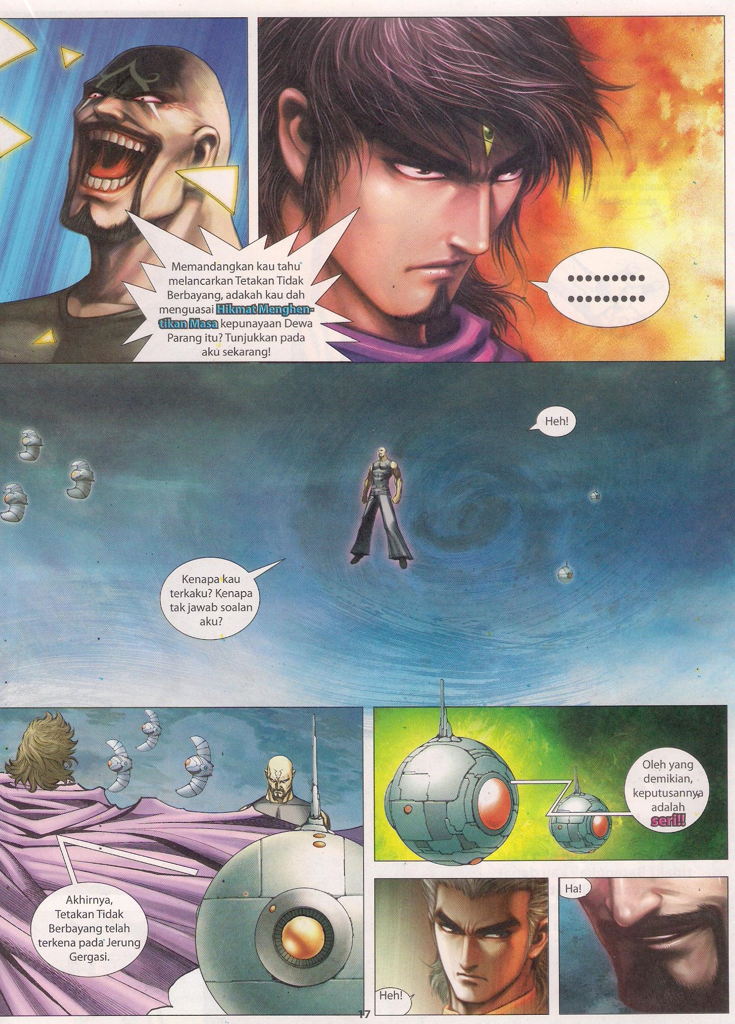 Memandangkan kau tahu
melancarkan Tetakan Tidak
Berbayang, adakah kau dah
menguasai Hikmat Menghen-
tikan Masa kepunayaan Dewa
Parang itu? Tunjukkan pada
aku sekarang!
••••••••••
••••••••••
Heh!
Kenapa kau
terkaku? Kenapa
tak jawab soalan
aku?
Akhirnya,
Tetakan Tidak
Berbayang telah
terkena pada Jerung
Gergasi.
Oleh yang
demikian,
keputusannya
adalah
seri!!
Heh!
Ha!
17